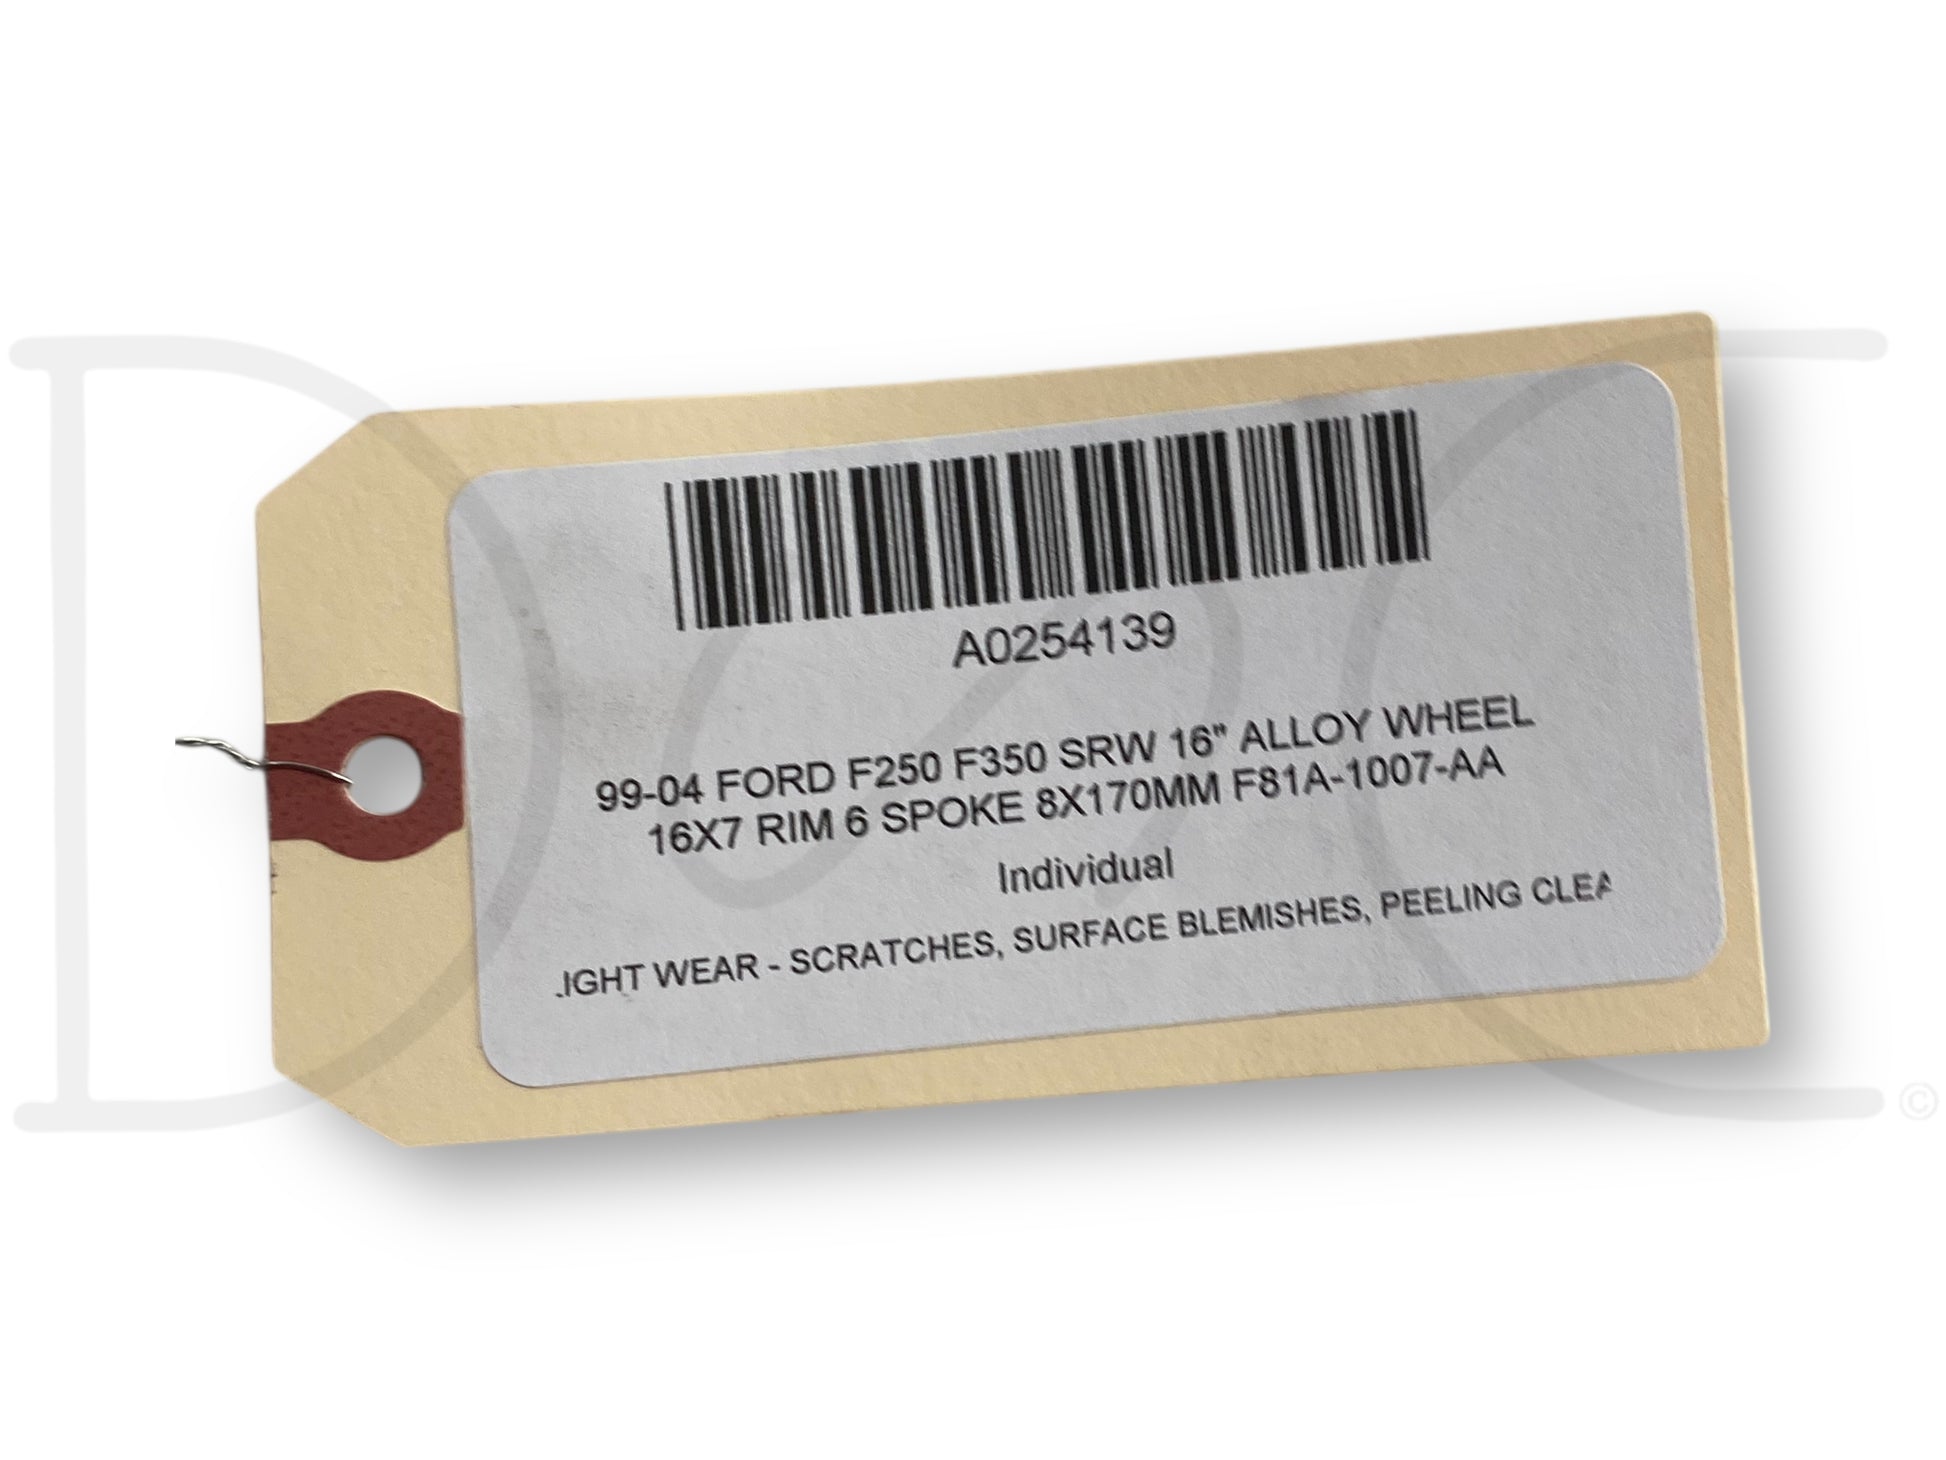 A0254139
99-04 FORD F250 F350 SRW 16" ALLOY WHEEL
16X7 RIM 6 SPOKE 8X170MM F81A-1007-AA
Individual
IGHT WEAR - SCRATCHES, SURFACE BLEMISHES, PEELING CLEA
©